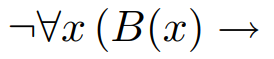 ¬∀x (B(x) →